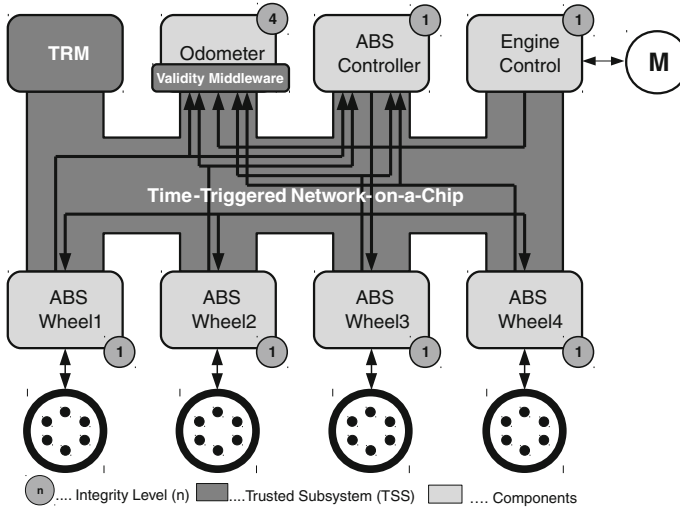 TRM
4
Odometer
Validity Middleware
1
ABS
Controller
1
Engine
Control
M
Time-Triggered Network-on-a-Chip
ABS
Wheel1
1
ABS
Wheel2
1
ABS
Wheel3
1
ABS
Wheel4
1
n .... Integrity Level (n) ....Trusted Subsystem (TSS) .... Components